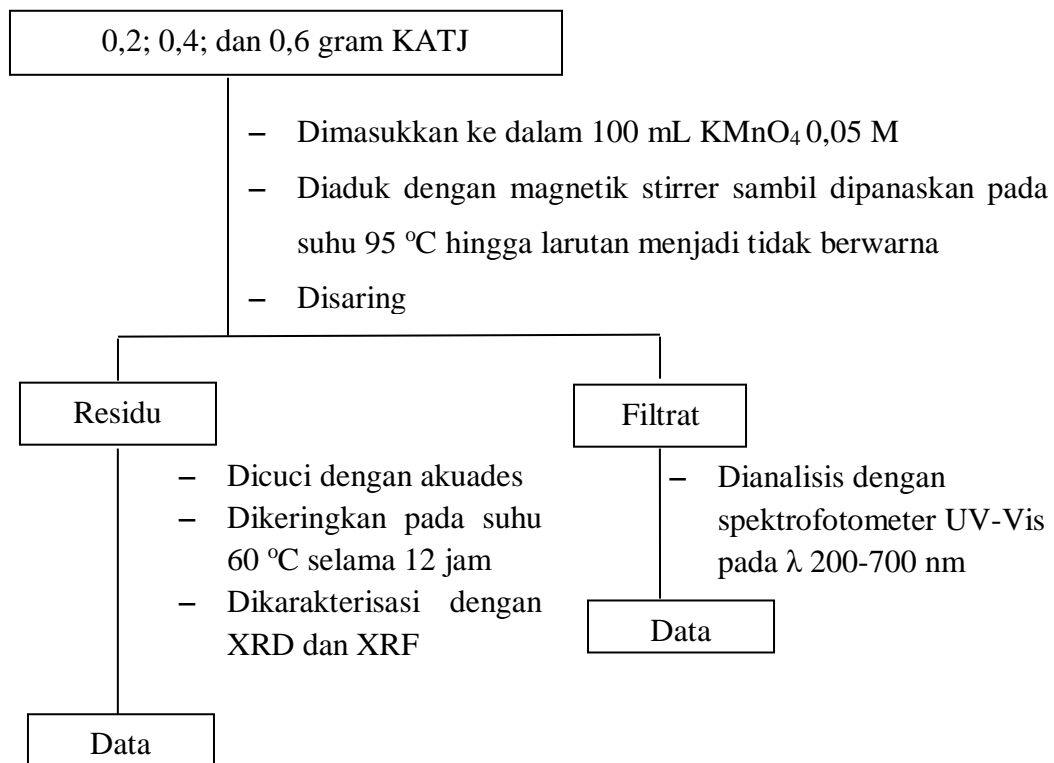 0,2; 0,4; dan 0,6 gram KATJ
– Dimasukkan ke dalam 100 mL KMnO₄ 0,05 M
– Diaduk dengan magnetik stirrer sambil dipanaskan pada
suhu 95 ºC hingga larutan menjadi tidak berwarna
– Disaring
Residu
– Dicuci dengan akuades
– Dikeringkan pada suhu
60 ºC selama 12 jam
– Dikarakterisasi dengan
XRD dan XRF
Data
Filtrat
– Dianalisis dengan
spektrofotometer UV-Vis
pada λ 200-700 nm
Data